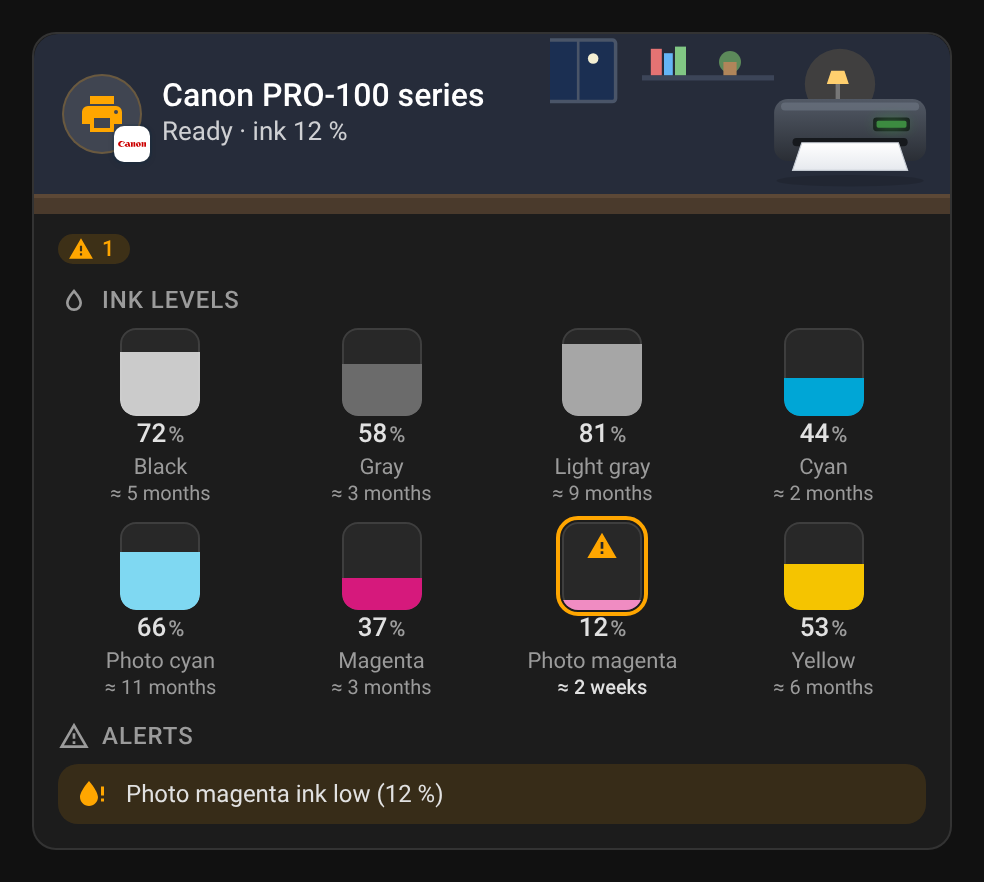 Canon PRO-100 series
Ready · ink 12 %
Canon
1
INK LEVELS
72% 58% 81% 44%
Black Gray Light gray Cyan
≈ 5 months ≈ 3 months ≈ 9 months ≈ 2 months
66% 37% 12% 53%
Photo cyan Magenta Photo magenta Yellow
≈ 11 months ≈ 3 months ≈ 2 weeks ≈ 6 months
ALERTS
Photo magenta ink low (12 %)